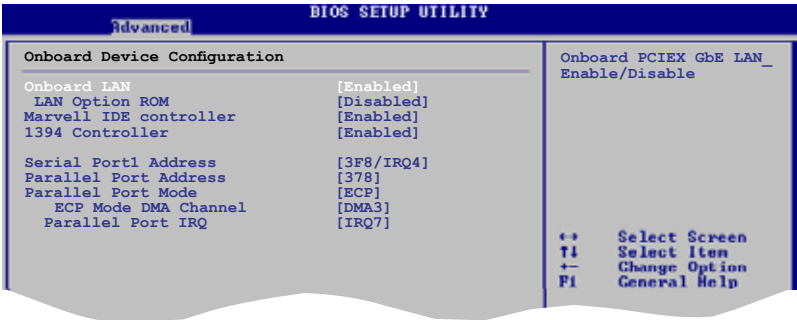 BIOS SETUP UTILITY
Advanced
Onboard Device Configuration
Onboard LAN [Enabled]
LAN Option ROM [Disabled]
Marvell IDE controller [Enabled]
1394 Controller [Enabled]
Serial Port1 Address [3F8/IRQ4]
Parallel Port Address [378]
Parallel Port Mode [ECP]
ECP Mode DMA Channel [DMA3]
Parallel Port IRQ [IRQ7]
Onboard PCIEX GbE LAN_
Enable/Disable
←→ Select Screen
↑↓ Select Item
+- Change Option
F1 General Help